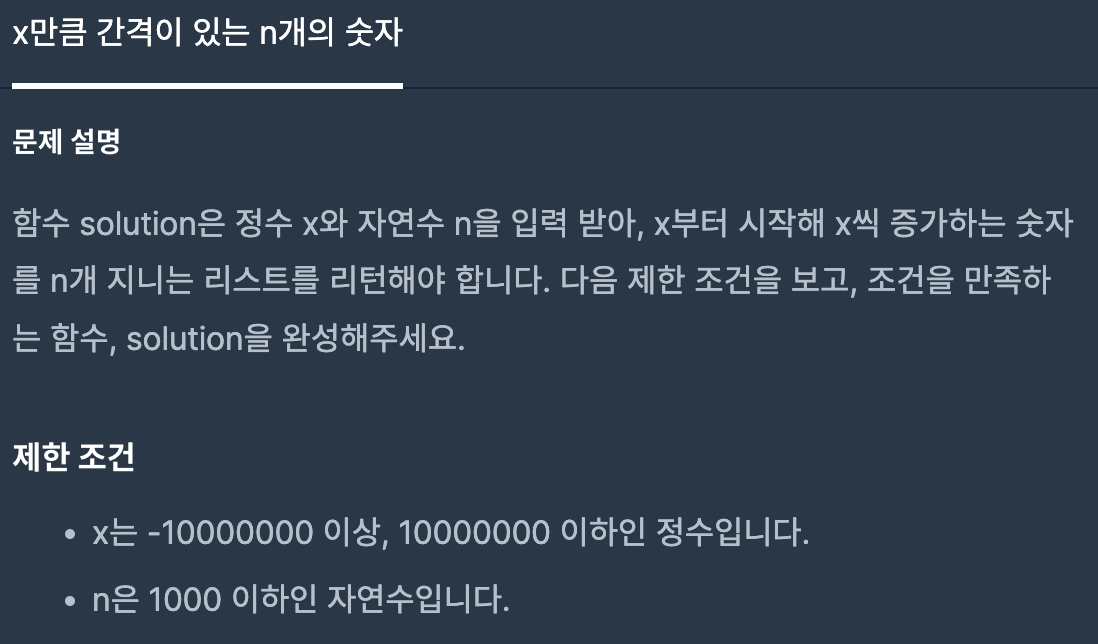 x만큼 간격이 있는 n개의 숫자
문제 설명
함수 solution은 정수 x와 자연수 n을 입력 받아, x부터 시작해 x씩 증가하는 숫자
를 n개 지니는 리스트를 리턴해야 합니다. 다음 제한 조건을 보고, 조건을 만족하
는 함수, solution을 완성해주세요.
제한 조건
• x는 -10000000 이상, 10000000 이하인 정수입니다.
• n은 1000 이하인 자연수입니다.